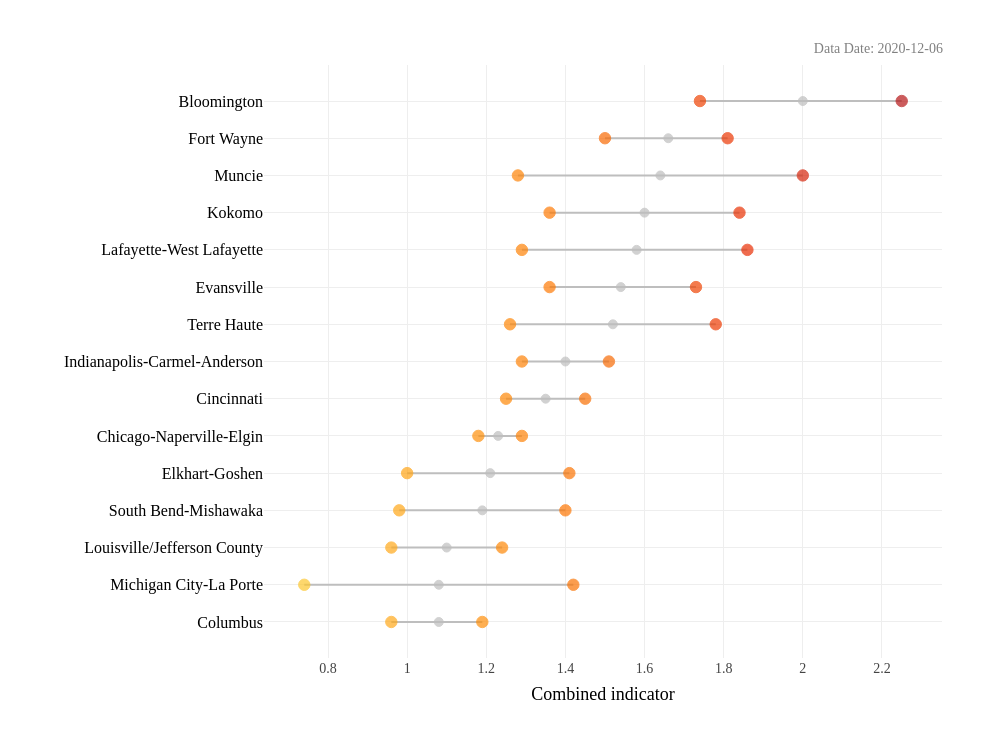 Data Date: 2020-12-06
Bloomington
Fort Wayne
Muncie
Kokomo
Lafayette-West Lafayette
Evansville
Terre Haute
Indianapolis-Carmel-Anderson
Cincinnati
Chicago-Naperville-Elgin
Elkhart-Goshen
South Bend-Mishawaka
Louisville/Jefferson County
Michigan City-La Porte
Columbus
0.8 1 1.2 1.4 1.6 1.8 2 2.2
Combined indicator